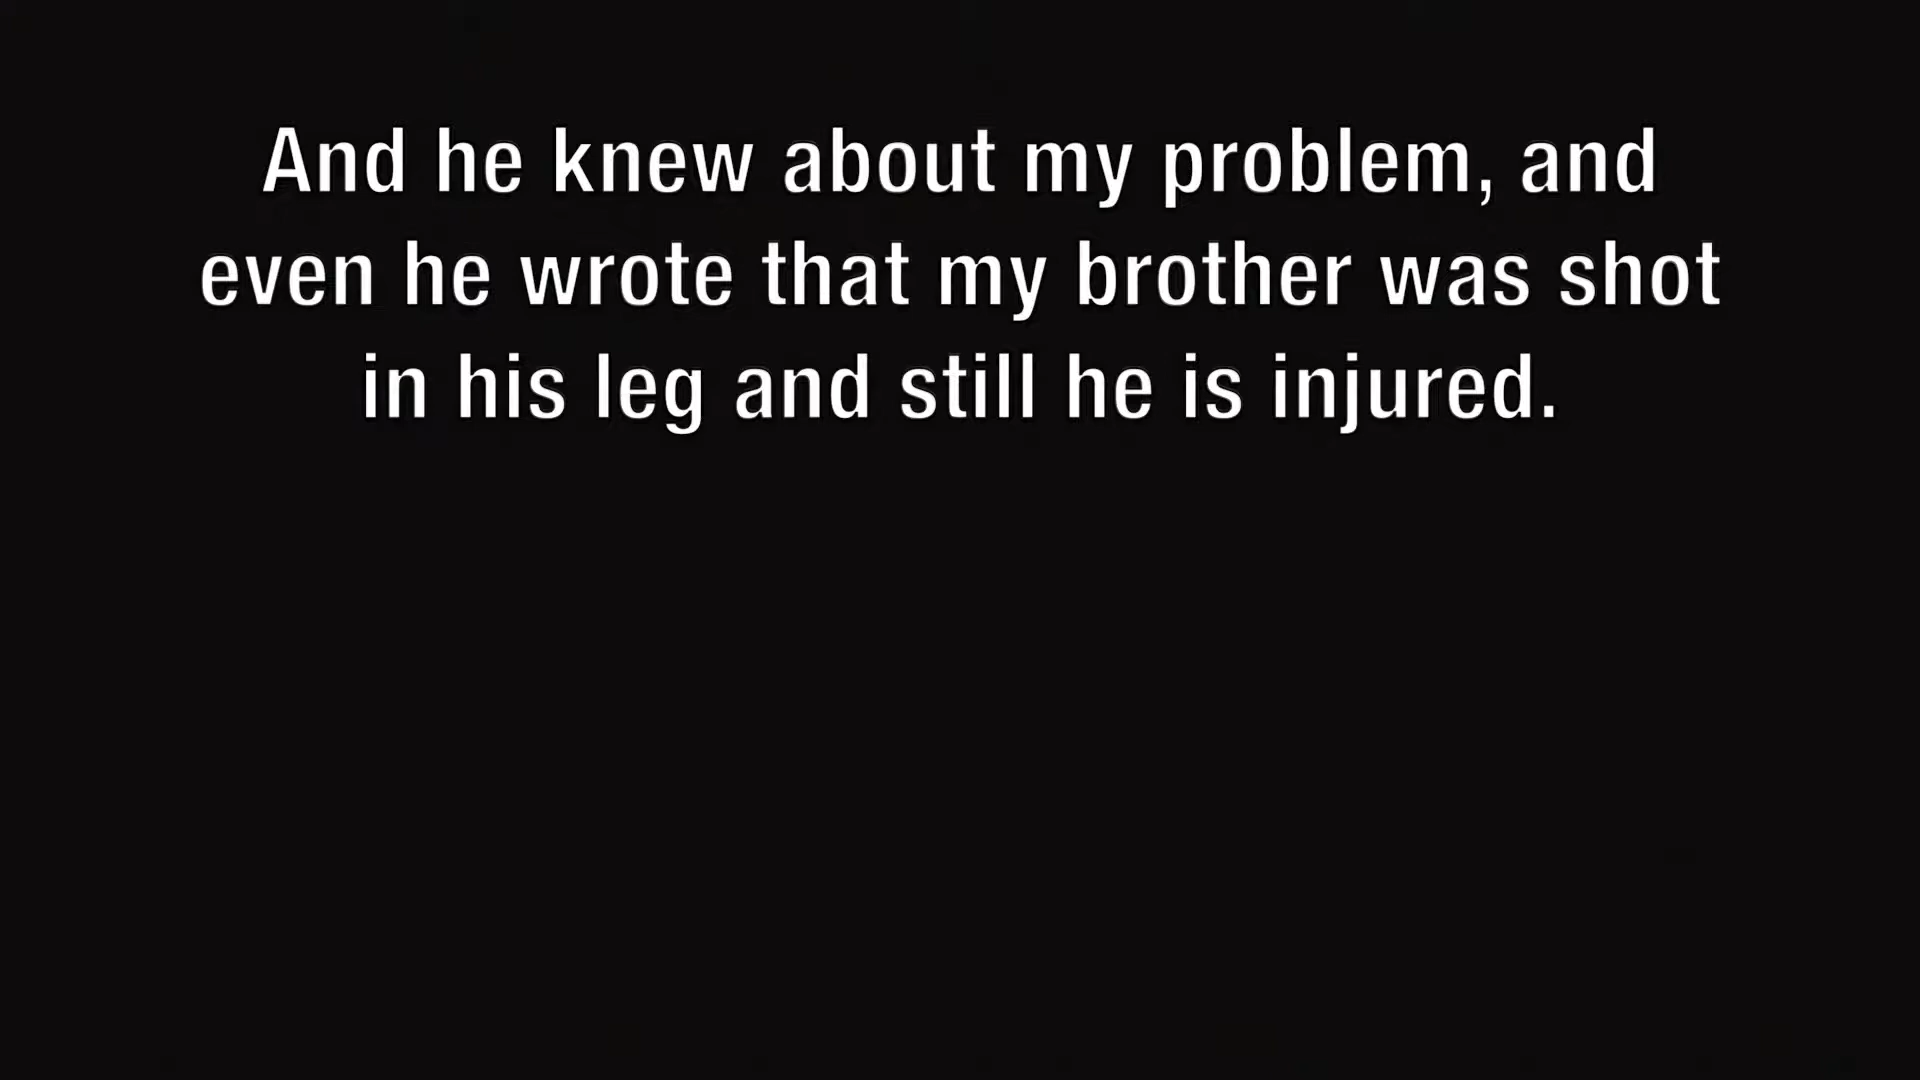 And he knew about my problem, and
even he wrote that my brother was shot
in his leg and still he is injured.